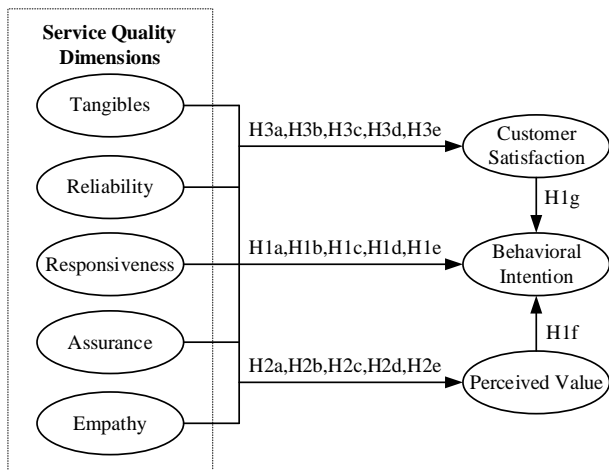 Service Quality
Dimensions
Tangibles
Reliability
Responsiveness
Assurance
Empathy
H3a,H3b,H3c,H3d,H3e
H1a,H1b,H1c,H1d,H1e
H2a,H2b,H2c,H2d,H2e
Customer
Satisfaction
H1g
Behavioral
Intention
H1f
Perceived Value